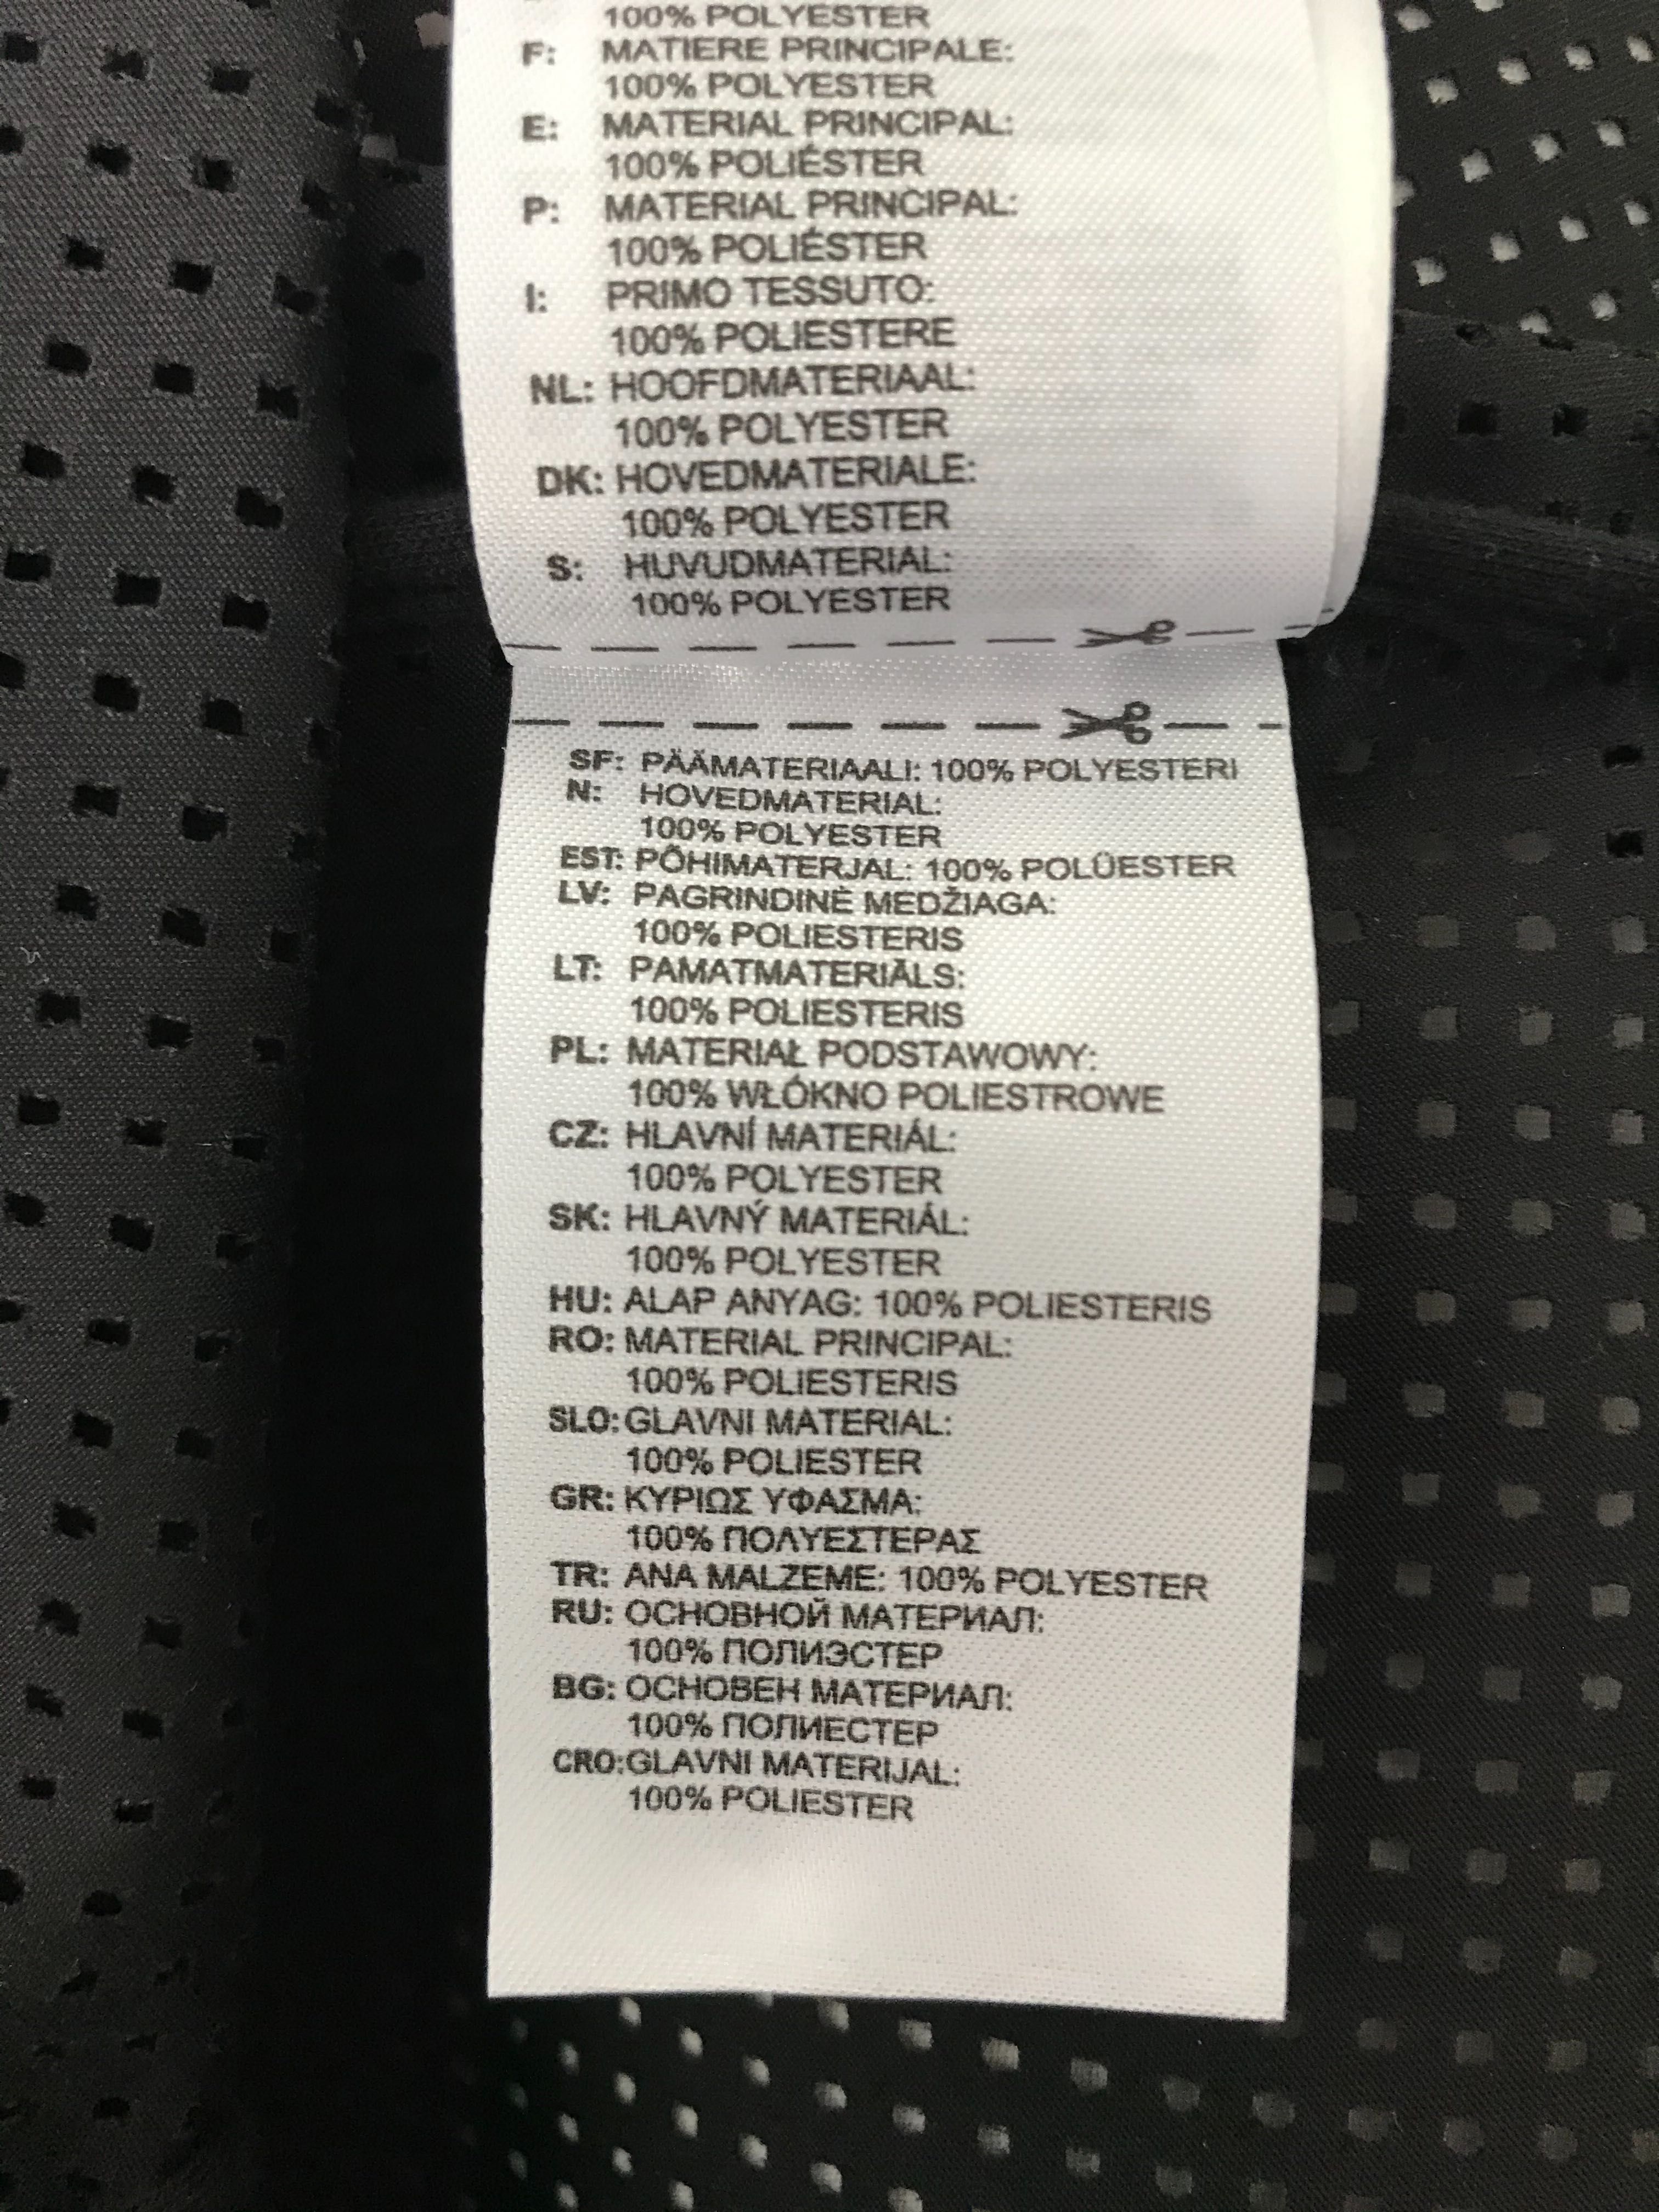 100% POLYESTER
F: MATIERE PRINCIPALE:
100% POLYESTER
E: MATERIAL PRINCIPAL:
100% POLIÉSTER
P: MATERIAL PRINCIPAL:
100% POLIÉSTER
I: PRIMO TESSUTO:
100% POLIESTERE
NL: HOOFDMATERIAAL:
100% POLYESTER
DK: HOVEDMATERIALE:
100% POLYESTER
S: HUVUDMATERIAL:
100% POLYESTER
SF: PÄÄMATERIAALI: 100% POLYESTERI
N: HOVEDMATERIAL:
100% POLYESTER
EST: PÕHIMATERJAL: 100% POLÜESTER
LV: PAGRINDINĖ MEDŽIAGA:
100% POLIESTERIS
LT: PAMATMATERIĀLS:
100% POLIESTERIS
PL: MATERIAŁ PODSTAWOWY:
100% WŁÓKNO POLIESTROWE
CZ: HLAVNÍ MATERIÁL:
100% POLYESTER
SK: HLAVNÝ MATERIÁL:
100% POLYESTER
HU: ALAP ANYAG: 100% POLIESTERIS
RO: MATERIAL PRINCIPAL:
100% POLIESTERIS
SLO: GLAVNI MATERIAL:
100% POLIESTER
GR: ΚΥΡΙΩΣ ΥΦΑΣΜΑ:
100% ΠΟΛΥΕΣΤΕΡΑΣ
TR: ANA MALZEME: 100% POLYESTER
RU: ОСНОВНОЙ МАТЕРИАЛ:
100% ПОЛИЭСТЕР
BG: ОСНОВЕН МАТЕРИАЛ:
100% ПОЛИЕСТЕР
CRO: GLAVNI MATERIJAL:
100% POLIESTER